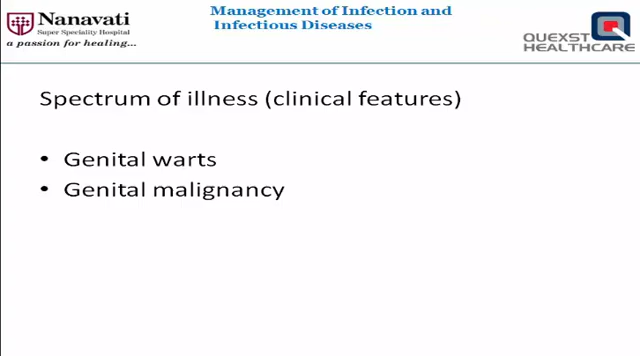 Nanavati
Super Speciality Hospital
a passion for healing...
Management of Infection and
Infectious Diseases
QUEXST
HEALTHCARE
Spectrum of illness (clinical features)
• Genital warts
• Genital malignancy